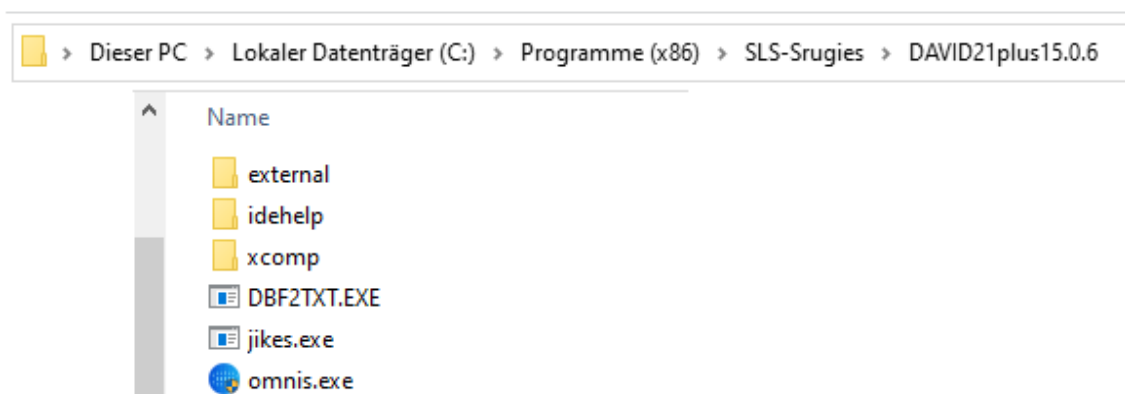 Dieser PC > Lokaler Datenträger (C:) > Programme (x86) > SLS-Srugies > DAVID21plus15.0.6
Name
external
idehelp
xcomp
DBF2TXT.EXE
jikes.exe
omnis.exe